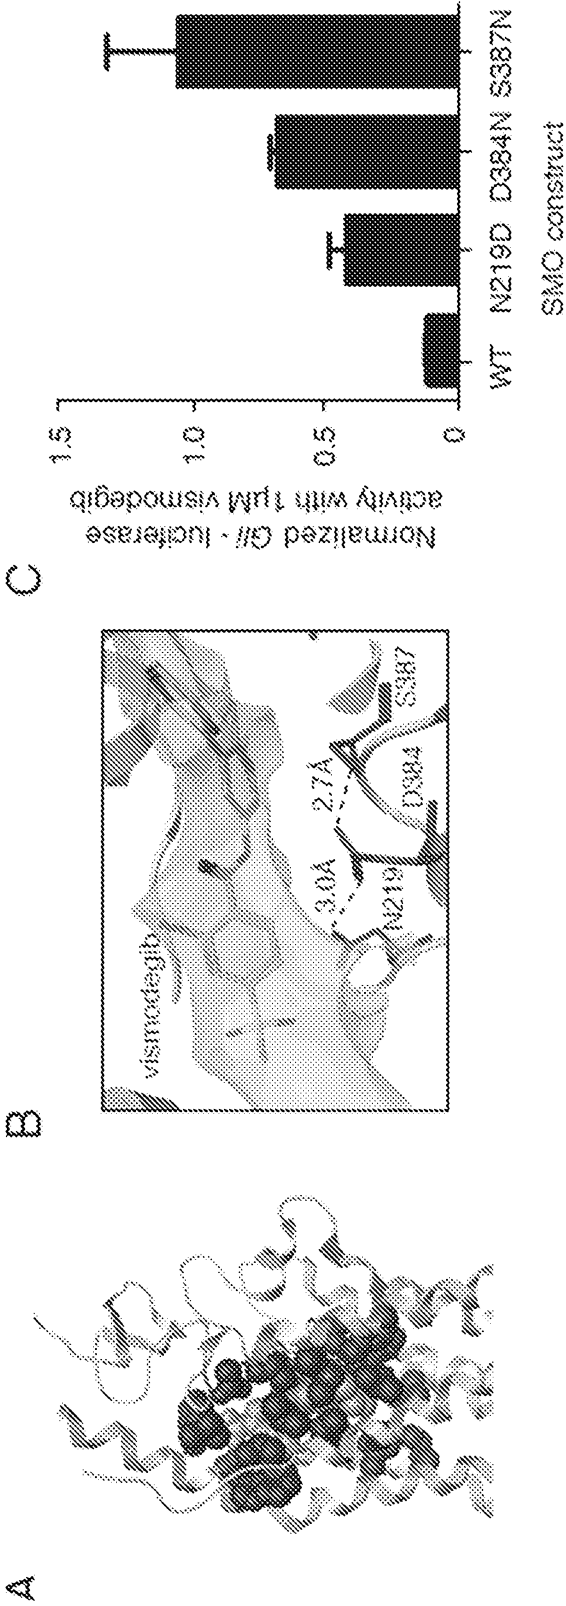 A
B
vismodegib
3.0Å
2.7Å
N219
D384
S387
C
Normalized Gli - luciferase
activity with 1µM vismodegib
1.5
1.0
0.5
0
WT N219D D384N S387N
SMO construct